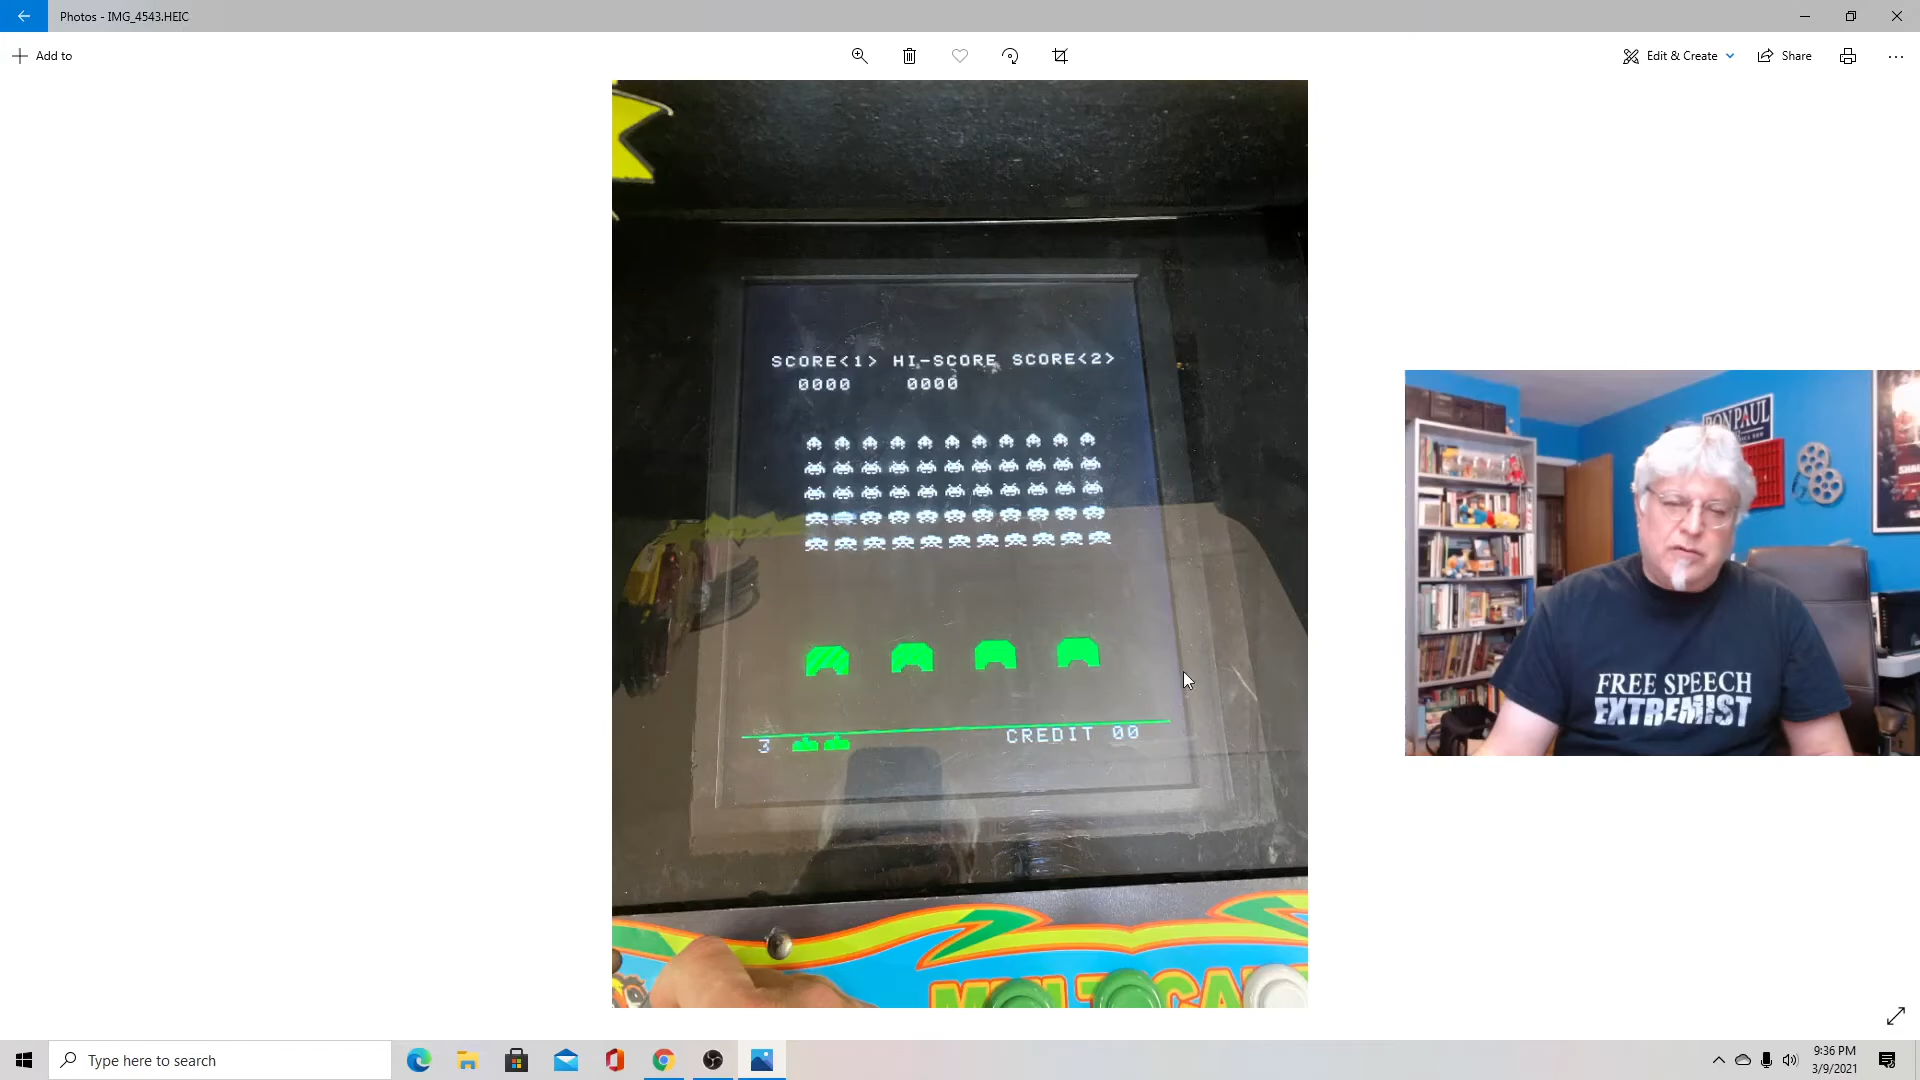 Photos - IMG_4543.HEIC
Add to
Edit & Create
Share
SCORE<1> HI-SCORE SCORE<2>
0000 0000
3
CREDIT 00
RON PAUL
FREE SPEECH
EXTREMIST
Type here to search
9:36 PM
3/9/2021